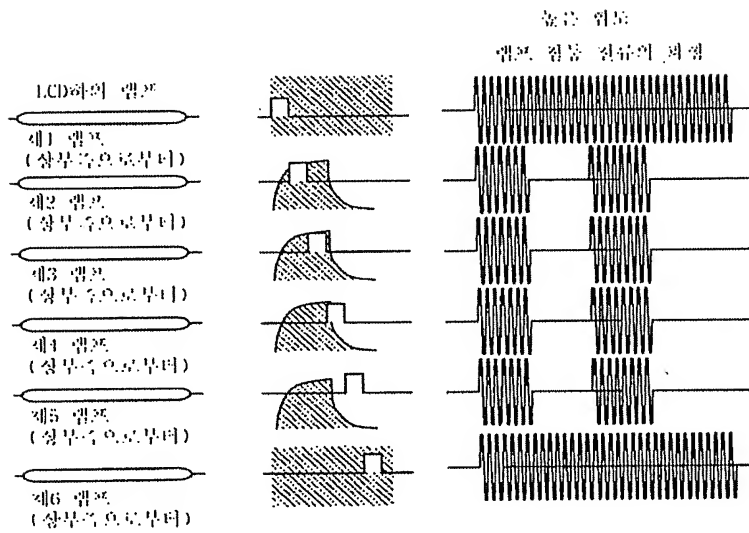 높은 휘도
램프 점등 전류의 파형
LCD하의 램프
제1 램프
(상부측으로부터)
제2 램프
(상부측으로부터)
제3 램프
(상부측으로부터)
제4 램프
(상부측으로부터)
제5 램프
(상부측으로부터)
제6 램프
(상부측으로부터)